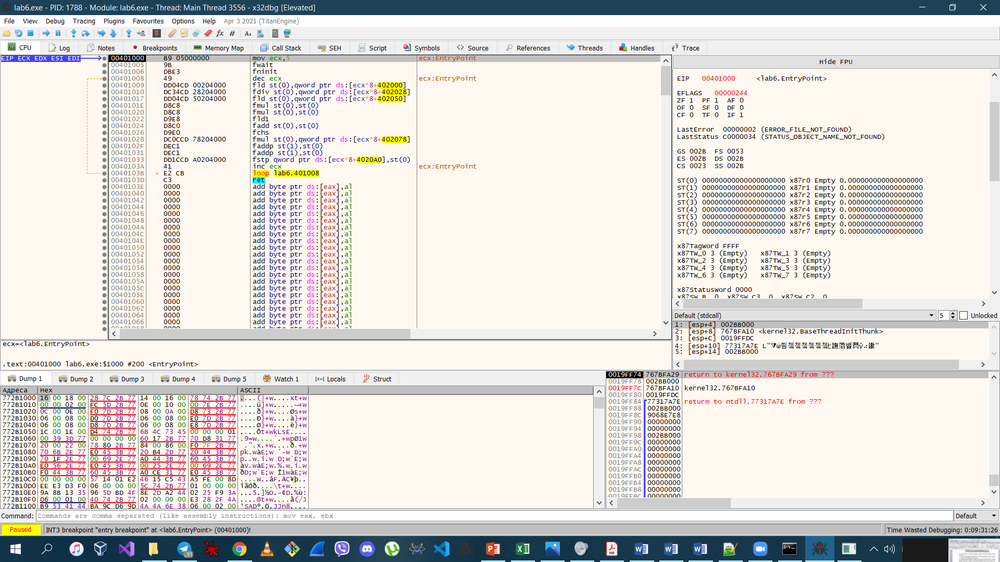 lab6.exe - PID: 1788 - Module: lab6.exe - Thread: Main Thread 3556 - x32dbg [Elevated]
File View Debug Tracing Plugins Favourites Options Help Apr 3 2021 (TitanEngine)
CPU Log Notes Breakpoints Memory Map Call Stack SEH Script Symbols Source References Threads Handles Trace
EIP ECX EDX ESI EDI
00401000 B9 05000000 mov ecx,5 ecx:EntryPoint
00401005 9B fwait
00401006 DBE3 fninit
00401008 49 dec ecx ecx:EntryPoint
00401009 DD04CD 00204000 fld st(0),qword ptr ds:[ecx*8+402000]
00401010 DC34CD 28204000 fdiv st(0),qword ptr ds:[ecx*8+402028]
00401017 DD04CD 50204000 fld st(0),qword ptr ds:[ecx*8+402050]
0040101E D8C8 fmul st(0),st(0)
00401020 D8C8 fmul st(0),st(0)
00401022 D9E8 fld1
00401024 D8C0 fadd st(0),st(0)
00401026 D9E0 fchs
00401028 DC0CCD 78204000 fmul st(0),qword ptr ds:[ecx*8+402078]
0040102F DEC1 faddp st(1),st(0)
00401031 DEC1 faddp st(1),st(0)
00401033 DD1CCD A0204000 fstp qword ptr ds:[ecx*8+4020A0],st(0)
0040103A 41 inc ecx ecx:EntryPoint
0040103B E2 CB loop lab6.401008
0040103D C3 ret
0040103E 0000 add byte ptr ds:[eax],al
00401040 0000 add byte ptr ds:[eax],al
00401042 0000 add byte ptr ds:[eax],al
00401044 0000 add byte ptr ds:[eax],al
00401046 0000 add byte ptr ds:[eax],al
00401048 0000 add byte ptr ds:[eax],al
0040104A 0000 add byte ptr ds:[eax],al
0040104C 0000 add byte ptr ds:[eax],al
0040104E 0000 add byte ptr ds:[eax],al
00401050 0000 add byte ptr ds:[eax],al
00401052 0000 add byte ptr ds:[eax],al
00401054 0000 add byte ptr ds:[eax],al
00401056 0000 add byte ptr ds:[eax],al
00401058 0000 add byte ptr ds:[eax],al
0040105A 0000 add byte ptr ds:[eax],al
0040105C 0000 add byte ptr ds:[eax],al
0040105E 0000 add byte ptr ds:[eax],al
00401060 0000 add byte ptr ds:[eax],al
00401062 0000 add byte ptr ds:[eax],al
00401064 0000 add byte ptr ds:[eax],al
00401066 0000 add byte ptr ds:[eax],al
00401068 0000 add byte ptr ds:[eax],al
Hide FPU
EIP 00401000 <lab6.EntryPoint>
EFLAGS 00000244
ZF 1 PF 1 AF 0
OF 0 SF 0 DF 0
CF 0 TF 0 IF 1
LastError 00000002 (ERROR_FILE_NOT_FOUND)
LastStatus C0000034 (STATUS_OBJECT_NAME_NOT_FOUND)
GS 002B FS 0053
ES 002B DS 002B
CS 0023 SS 002B
ST(0) 00000000000000000000 x87r0 Empty 0.000000000000000000
ST(1) 00000000000000000000 x87r1 Empty 0.000000000000000000
ST(2) 00000000000000000000 x87r2 Empty 0.000000000000000000
ST(3) 00000000000000000000 x87r3 Empty 0.000000000000000000
ST(4) 00000000000000000000 x87r4 Empty 0.000000000000000000
ST(5) 00000000000000000000 x87r5 Empty 0.000000000000000000
ST(6) 00000000000000000000 x87r6 Empty 0.000000000000000000
ST(7) 00000000000000000000 x87r7 Empty 0.000000000000000000
x87TagWord FFFF
x87TW_0 3 (Empty) x87TW_1 3 (Empty)
x87TW_2 3 (Empty) x87TW_3 3 (Empty)
x87TW_4 3 (Empty) x87TW_5 3 (Empty)
x87TW_6 3 (Empty) x87TW_7 3 (Empty)
x87StatusWord 0000
x87SW_B 0 x87SW_C3 0 x87SW_C2 0
Default (stdcall) 5 Unlocked
1: [esp+4] 002BB000
2: [esp+8] 767BFA10 <kernel32.BaseThreadInitThunk>
3: [esp+C] 0019FFDC
4: [esp+10] 77317A7E
5: [esp+14] 002BB000
ecx=<lab6.EntryPoint>
.text:00401000 lab6.exe:$1000 #200 <EntryPoint>
Dump 1 Dump 2 Dump 3 Dump 4 Dump 5 Watch 1 Locals Struct
Адреса Hex ASCII
772B1000 16 00 18 00 28 7C 2B 77 14 00 16 00 78 74 2B 77 ....(|+w....xt+w
772B1010 00 00 02 00 FC 5D 2B 77 0E 00 10 00 00 7E 2B 77 ....ü]+w.....~+w
772B1020 0C 00 0E 00 F0 7D 2B 77 08 00 0A 00 D8 73 2B 77 ....ð}+w....Øs+w
772B1030 06 00 08 00 D0 7D 2B 77 06 00 08 00 E0 7D 2B 77 ....Ð}+w....à}+w
772B1040 06 00 08 00 D8 7D 2B 77 06 00 08 00 E8 7D 2B 77 ....Ø}+w....è}+w
772B1050 1C 00 1E 00 D4 74 2B 77 6B 4C 73 45 00 00 00 01 ....Ôt+wkLsE....
772B1060 00 39 3D 77 00 00 00 00 60 17 2B 77 70 D8 31 77 .9=w....`.+wpØ1w
772B1070 20 00 22 00 78 80 2B 77 84 00 86 00 F0 7F 2B 77 .".x.+w....ð.+w
772B1080 70 6B 2E 77 E0 45 3B 77 20 B4 2D 77 20 44 3B 77 pk.wàE;w ´-w D;w
772B1090 70 1F 2E 77 00 69 2E 77 A0 44 3B 77 60 45 3B 77 p..w.i.w D;w`E;w
772B10A0 E0 56 2E 77 E0 45 3B 77 00 25 2E 77 00 69 2E 77 àV.wàE;w.%.w.i.w
772B10B0 F0 44 3B 77 60 45 3B 77 A0 CE 31 77 E0 45 3B 77 ðD;w`E;w Î1wàE;w
772B10C0 00 00 00 00 57 14 01 E2 46 15 C5 43 A5 FE 00 8D ....W..âF.ÅC¥þ..
772B10D0 EE E3 D3 F0 06 00 00 00 5C 74 2B 77 01 00 00 00 îãÓð....\t+w....
772B10E0 9A 8B 13 35 96 5D BD 4F 8E 2D A2 44 02 25 F9 3A ...5.]½O.-¢D.%ù:
772B10F0 06 00 01 00 40 74 2B 77 02 00 00 00 E3 28 2F 4A ....@t+w....ã(/J
772B1100 B9 53 41 44 BA 9C D6 9D 4A 4A 6E 38 06 00 02 00 ¹SADº.Ö.JJn8....
0019FF74 767BFA29 return to kernel32.767BFA29 from ???
0019FF78 002BB000
0019FF7C 767BFA10 kernel32.767BFA10
0019FF80 0019FFDC
0019FF84 77317A7E return to ntdll.77317A7E from ???
0019FF88 002BB000
0019FF8C 9068E7E8
0019FF90 00000000
0019FF94 00000000
0019FF98 002BB000
0019FF9C 00000000
0019FFA0 00000000
0019FFA4 00000000
0019FFA8 00000000
0019FFAC 00000000
0019FFB0 00000000
0019FFB4 00000000
0019FFB8 00000000
0019FFBC 00000000
Command: Commands are comma separated (like assembly instructions): mov eax, ebx Default
Paused INT3 breakpoint "entry breakpoint" at <lab6.EntryPoint> (00401000)! Time Wasted Debugging: 0:09:31:26